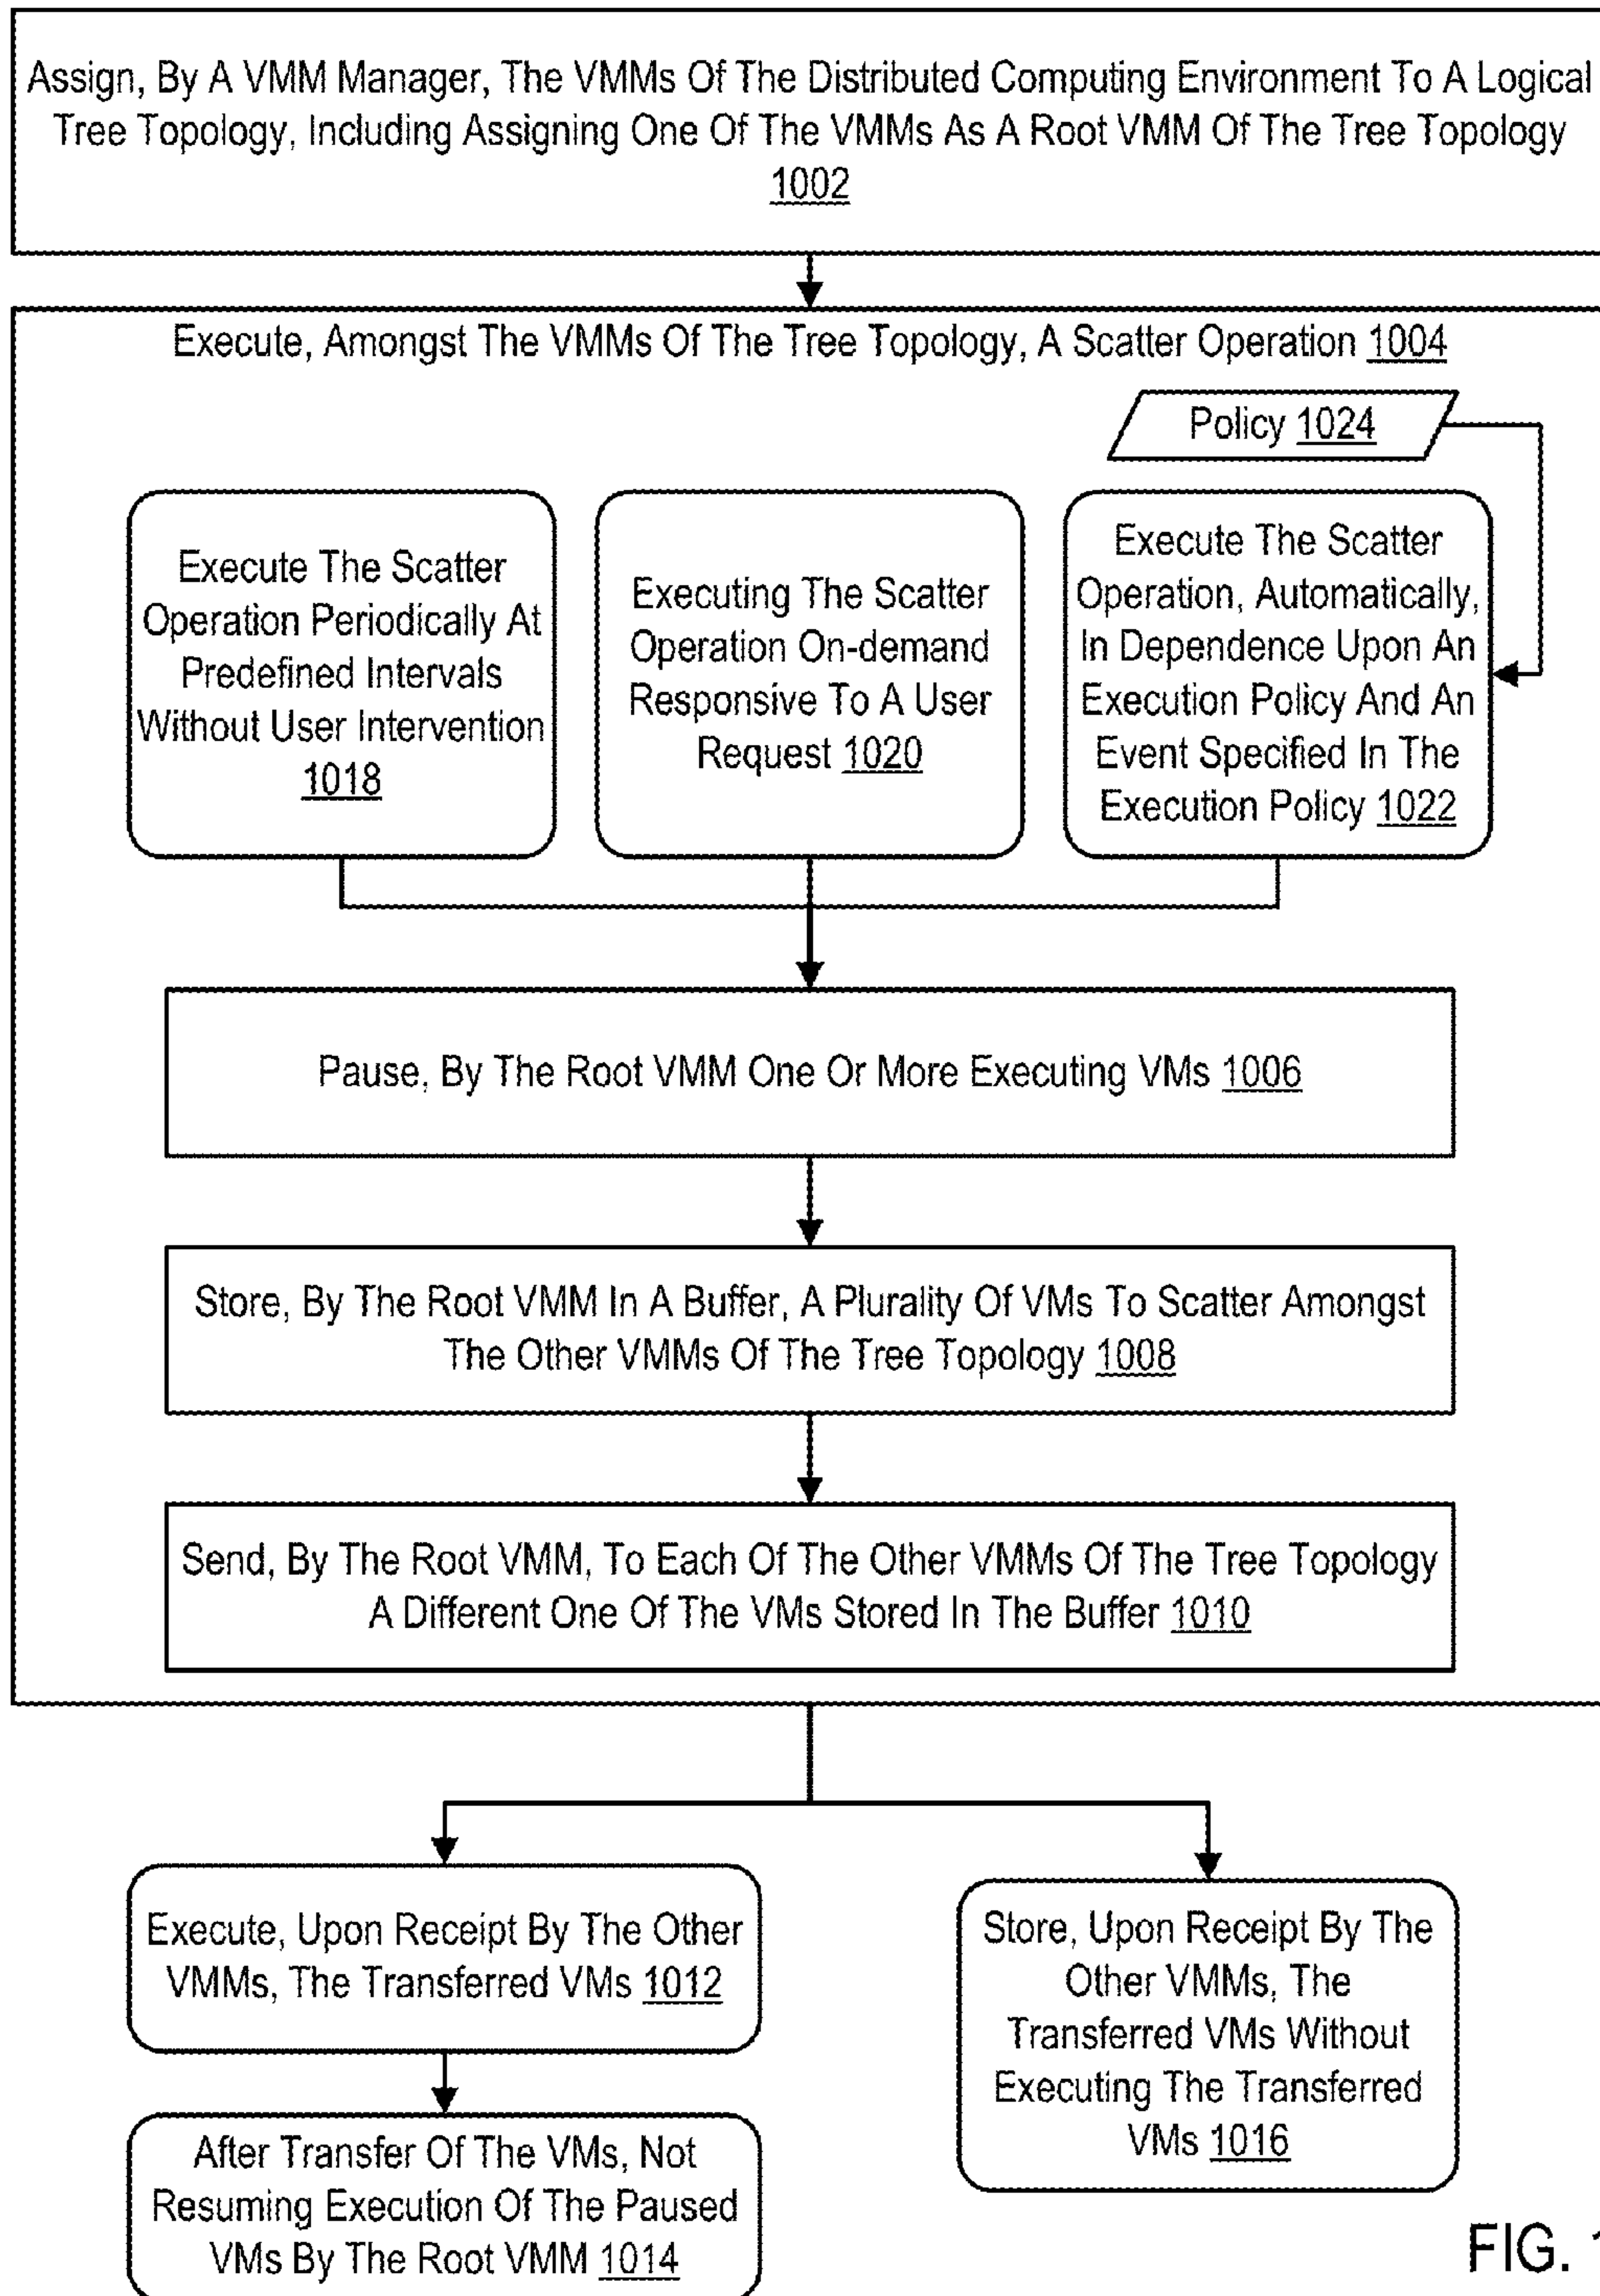 Assign, By A VMM Manager, The VMMs Of The Distributed Computing Environment To A Logical
Tree Topology, Including Assigning One Of The VMMs As A Root VMM Of The Tree Topology
1002
Execute, Amongst The VMMs Of The Tree Topology, A Scatter Operation 1004
Policy 1024
Execute The Scatter
Operation Periodically At
Predefined Intervals
Without User Intervention
1018
Executing The Scatter
Operation On-demand
Responsive To A User
Request 1020
Execute The Scatter
Operation, Automatically,
In Dependence Upon An
Execution Policy And An
Event Specified In The
Execution Policy 1022
Pause, By The Root VMM One Or More Executing VMs 1006
Store, By The Root VMM In A Buffer, A Plurality Of VMs To Scatter Amongst
The Other VMMs Of The Tree Topology 1008
Send, By The Root VMM, To Each Of The Other VMMs Of The Tree Topology
A Different One Of The VMs Stored In The Buffer 1010
Execute, Upon Receipt By The Other
VMMs, The Transferred VMs 1012
After Transfer Of The VMs, Not
Resuming Execution Of The Paused
VMs By The Root VMM 1014
Store, Upon Receipt By The
Other VMMs, The
Transferred VMs Without
Executing The Transferred
VMs 1016
FIG.